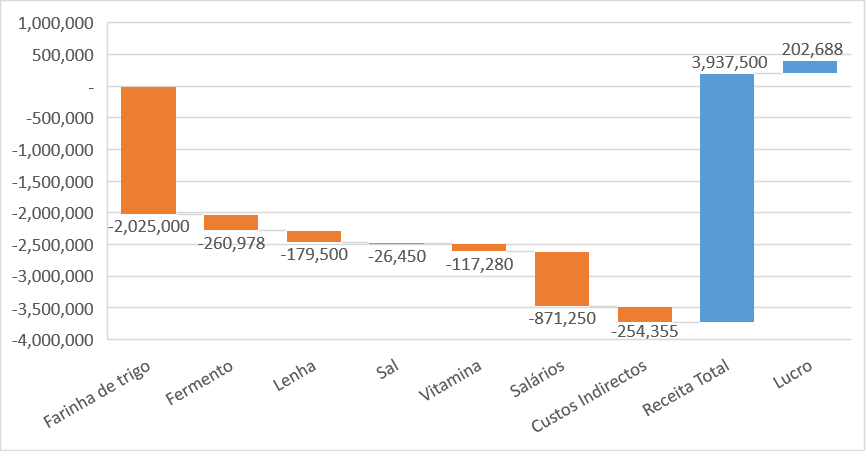 1,000,000
500,000
-
-500,000
-1,000,000
-1,500,000
-2,000,000
-2,500,000
-3,000,000
-3,500,000
-4,000,000
-2,025,000
-260,978
-179,500
-26,450
-117,280
-871,250
-254,355
3,937,500
202,688
Farinha de trigo
Fermento
Lenha
Sal
Vitamina
Salários
Custos Indirectos
Receita Total
Lucro